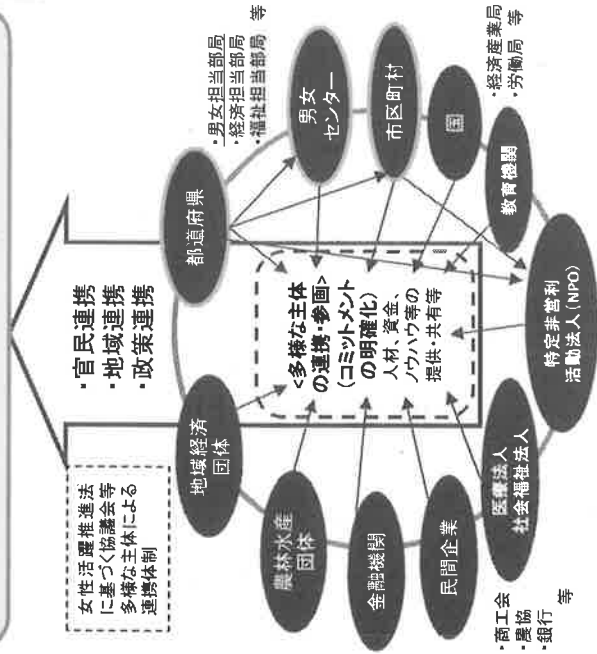 女性活躍推進法
に基づく協議会等
多様な主体による
連携体制
・官民連携
・地域連携
・政策連携
都道府県
・男女担当部局
・経済担当部局
・福祉担当部局 等
男女
センター
市区町村
国
・経済産業局
・労働局 等
教育機関
特定非営利
活動法人(NPO)
医療法人
社会福祉法人
民間企業
金融機関
農林水産
団体
地域経済
団体
・商工会
・農協
・銀行 等
<多様な主体
の連携・参画>
(コミットメント
の明確化)
人材、資金、
ノウハウ等の
提供・共有等